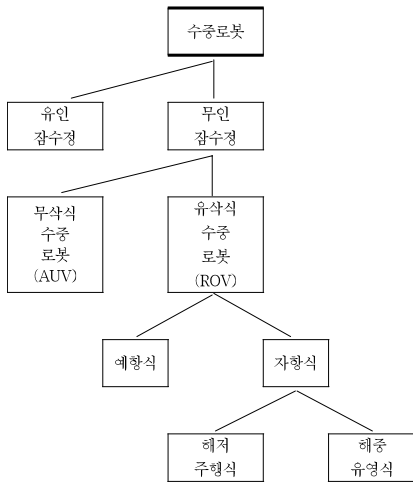 수중로봇
유인
잠수정
무인
잠수정
무삭식
수중
로봇
(AUV)
유삭식
수중
로봇
(ROV)
예항식
자항식
해저
주행식
해중
유영식